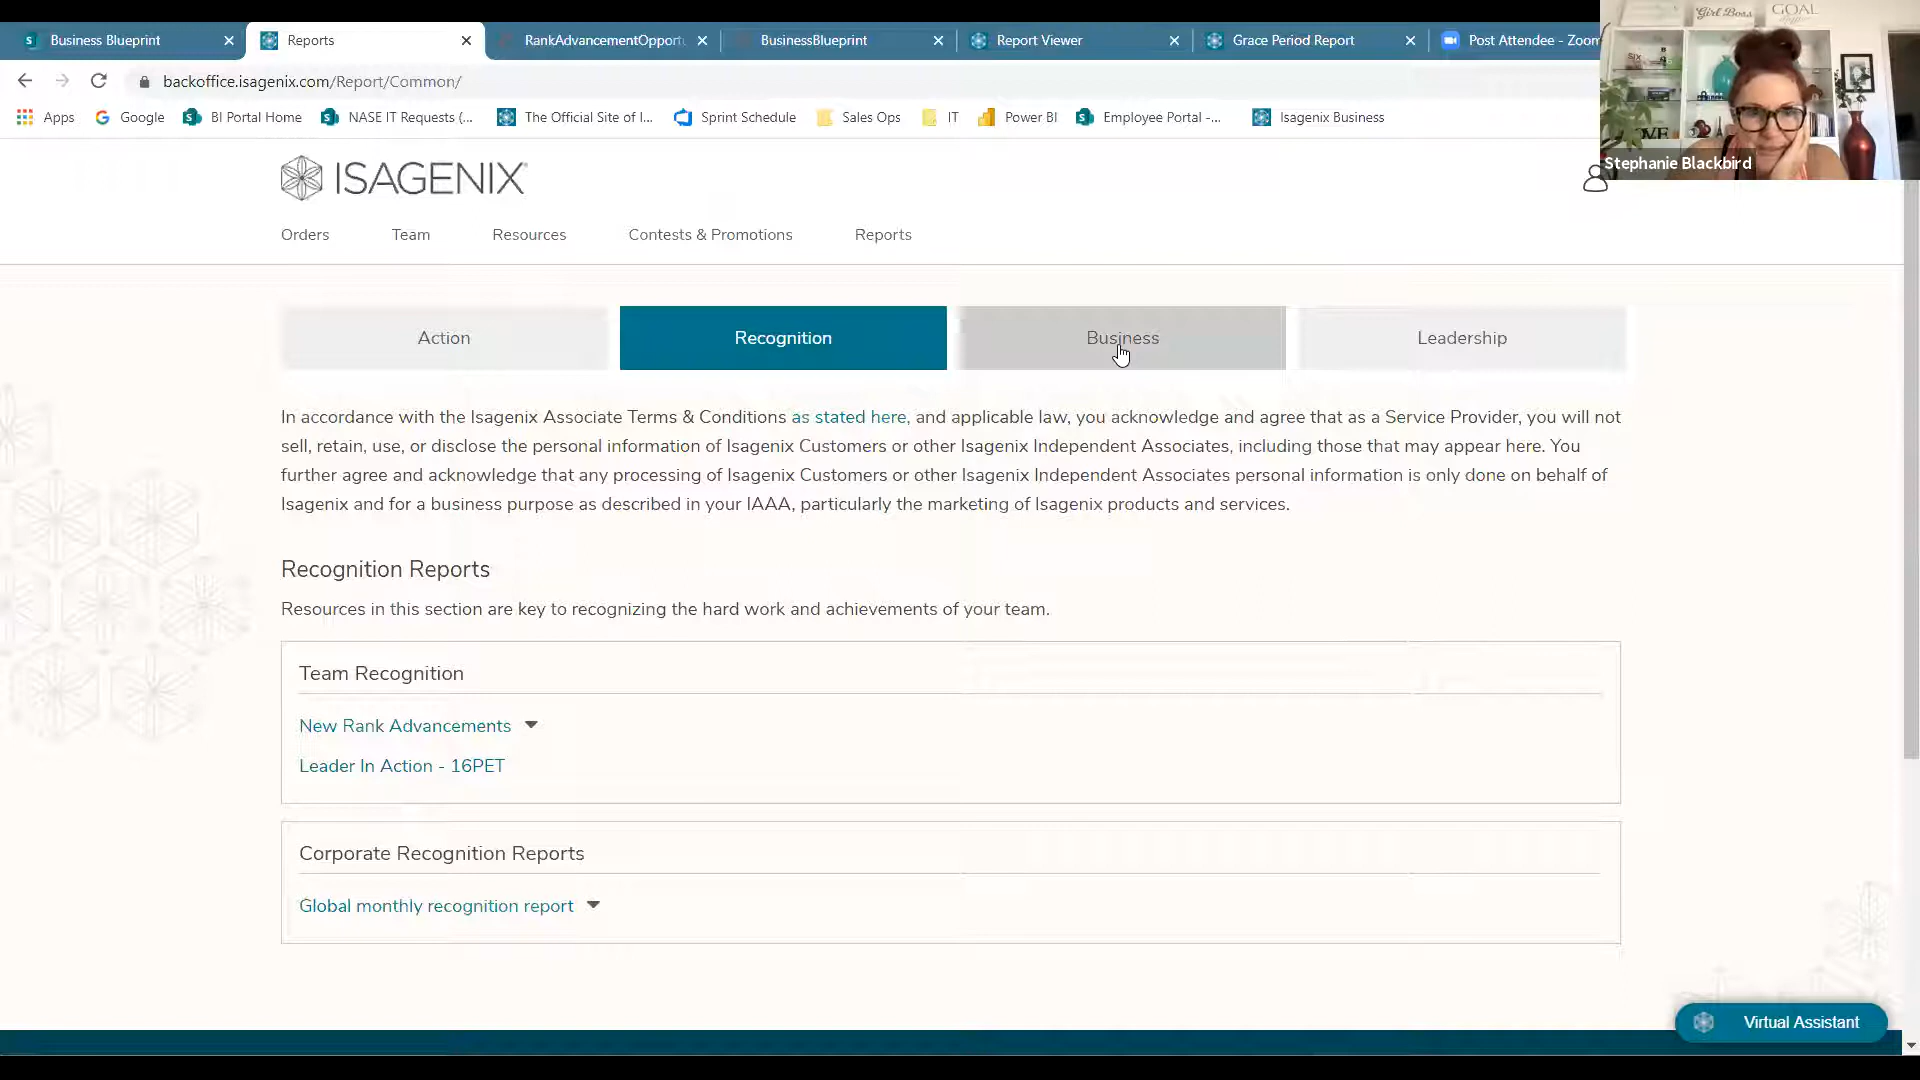 Business Blueprint
Reports
RankAdvancementOpport
BusinessBlueprint
Report Viewer
Grace Period Report
Post Attendee - Zoom
backoffice.isagenix.com/Report/Common/
Apps
Google
BI Portal Home
NASE IT Requests (...
The Official Site of I...
Sprint Schedule
Sales Ops
IT
Power BI
Employee Portal -...
Isagenix Business
Girl Boss
GOAL
SIX
Stephanie Blackbird
ISAGENIX
Orders
Team
Resources
Contests & Promotions
Reports
Action
Recognition
Business
Leadership
In accordance with the Isagenix Associate Terms & Conditions as stated here, and applicable law, you acknowledge and agree that as a Service Provider, you will not
sell, retain, use, or disclose the personal information of Isagenix Customers or other Isagenix Independent Associates, including those that may appear here. You
further agree and acknowledge that any processing of Isagenix Customers or other Isagenix Independent Associates personal information is only done on behalf of
Isagenix and for a business purpose as described in your IAAA, particularly the marketing of Isagenix products and services.
Recognition Reports
Resources in this section are key to recognizing the hard work and achievements of your team.
Team Recognition
New Rank Advancements
Leader In Action - 16PET
Corporate Recognition Reports
Global monthly recognition report
Virtual Assistant